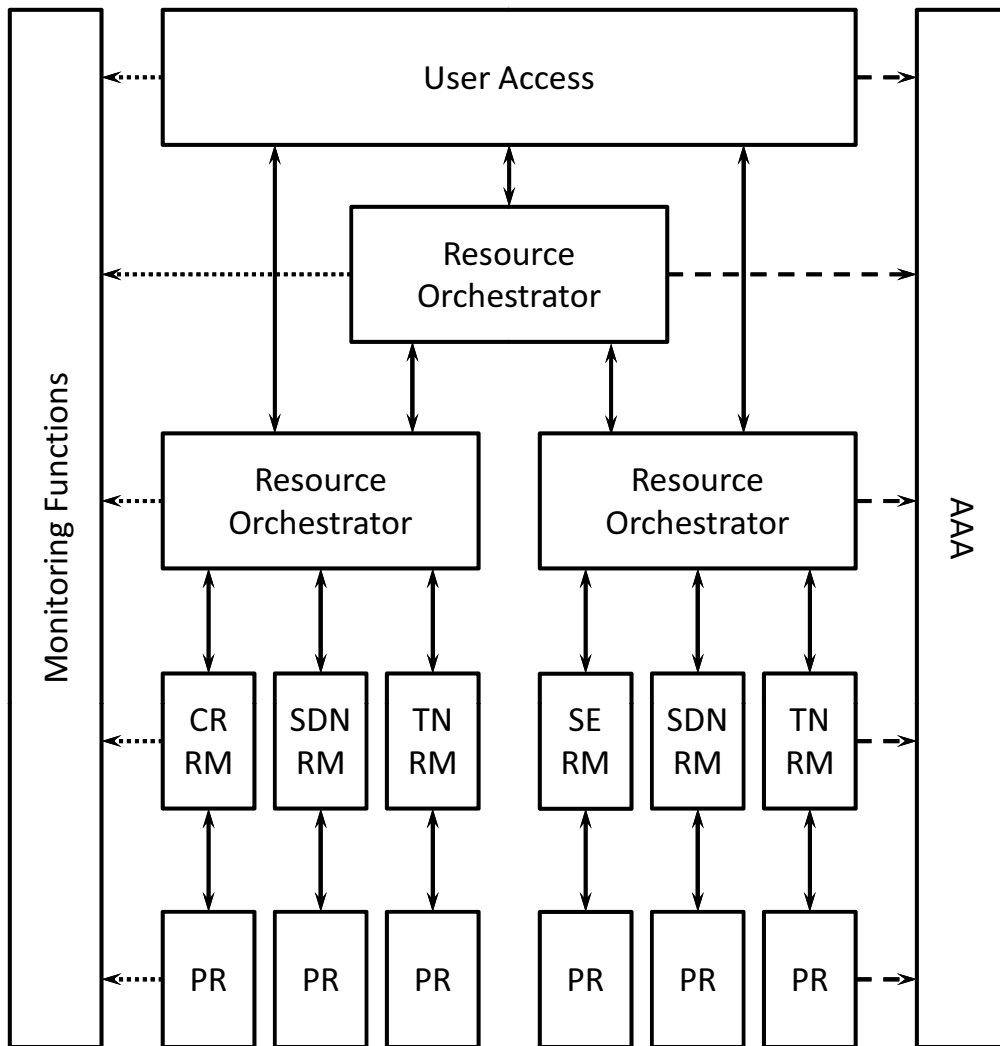 User Access
Resource
Orchestrator
Monitoring Functions
AAA
Resource
Orchestrator
Resource
Orchestrator
CR
RM
SDN
RM
TN
RM
SE
RM
SDN
RM
TN
RM
PR
PR
PR
PR
PR
PR